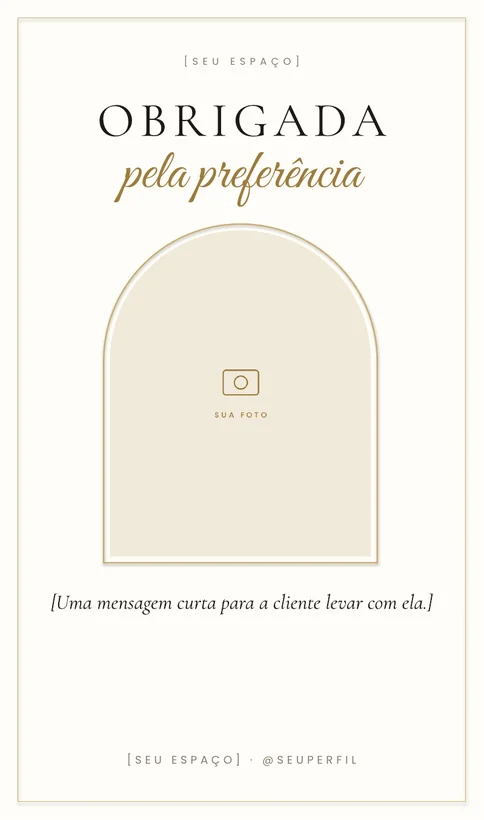 [SEU ESPAÇO]
OBRIGADA
pela preferência
SUA FOTO
[Uma mensagem curta para a cliente levar com ela.]
[SEU ESPAÇO] · @SEUPERFIL